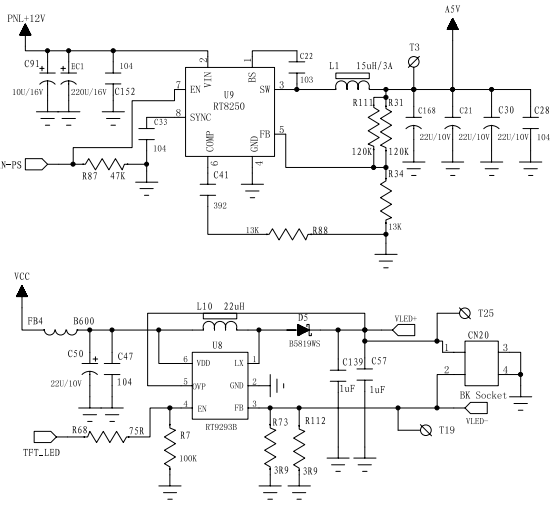 A5V
PNL+12V
T3
C91
EC1
104
10U/16V
220U/16V
C152
2
1
VIN
BS
U9
RT8250
7
EN
8
SYNC
SW
3
FB
5
COMP
GND
6
4
C22
103
L1 15uH/3A
R111
R31
120K
120K
C168
22U/10V
C21
22U/10V
C30
22U/10V
C28
104
C33
104
N-PS
R87 47K
C41
392
R34
13K
13K
R88
VCC
FB4 B600
L10 22uH
D5
B5819WS
VLED+
T25
CN20
C50
22U/10V
C47
104
U8
6
VDD
LX
1
5
OVP
GND
2
4
EN
FB
3
RT9293B
C139
1uF
C57
1uF
1
2
3
4
BK Socket
VLED-
T19
R68 75R
TFT_LED
R7
100K
R73
3R9
R112
3R9